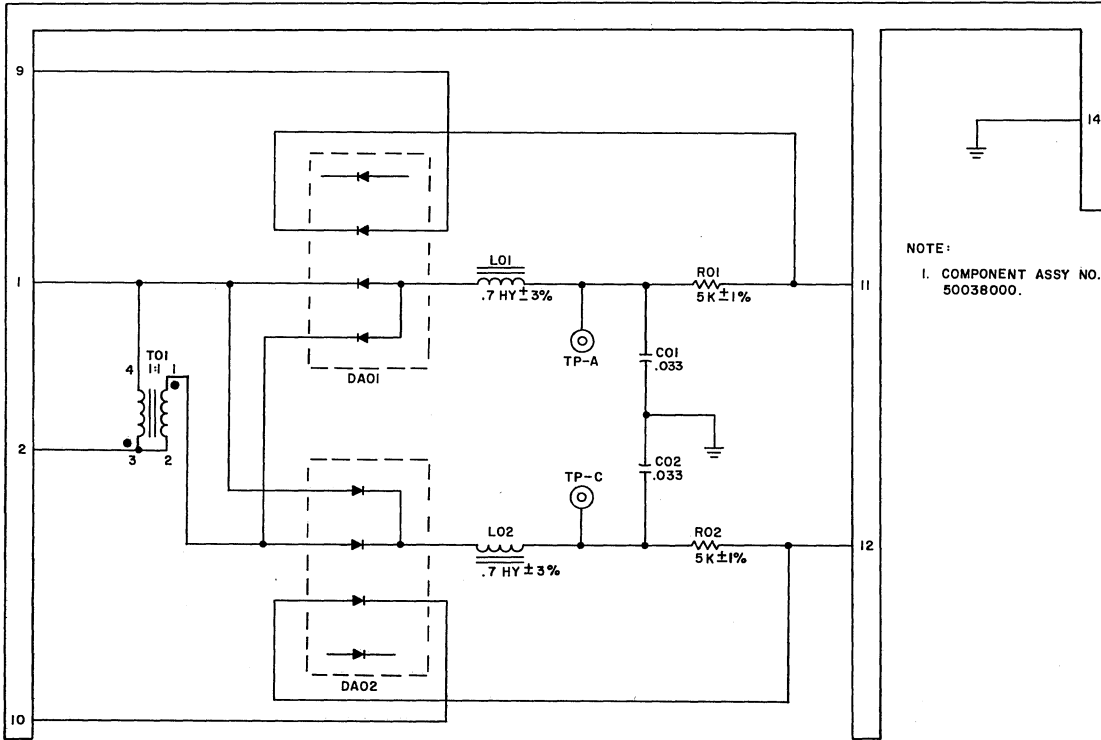 9
14
NOTE:
1. COMPONENT ASSY NO.
50038000.
L01
.7 HY ± 3%
R01
5K ± 1%
1
11
TP-A
C01
.033
DA01
T01
1:1
4
1
2
3
2
C02
.033
TP-C
L02
.7 HY ± 3%
R02
5K ± 1%
12
DA02
10